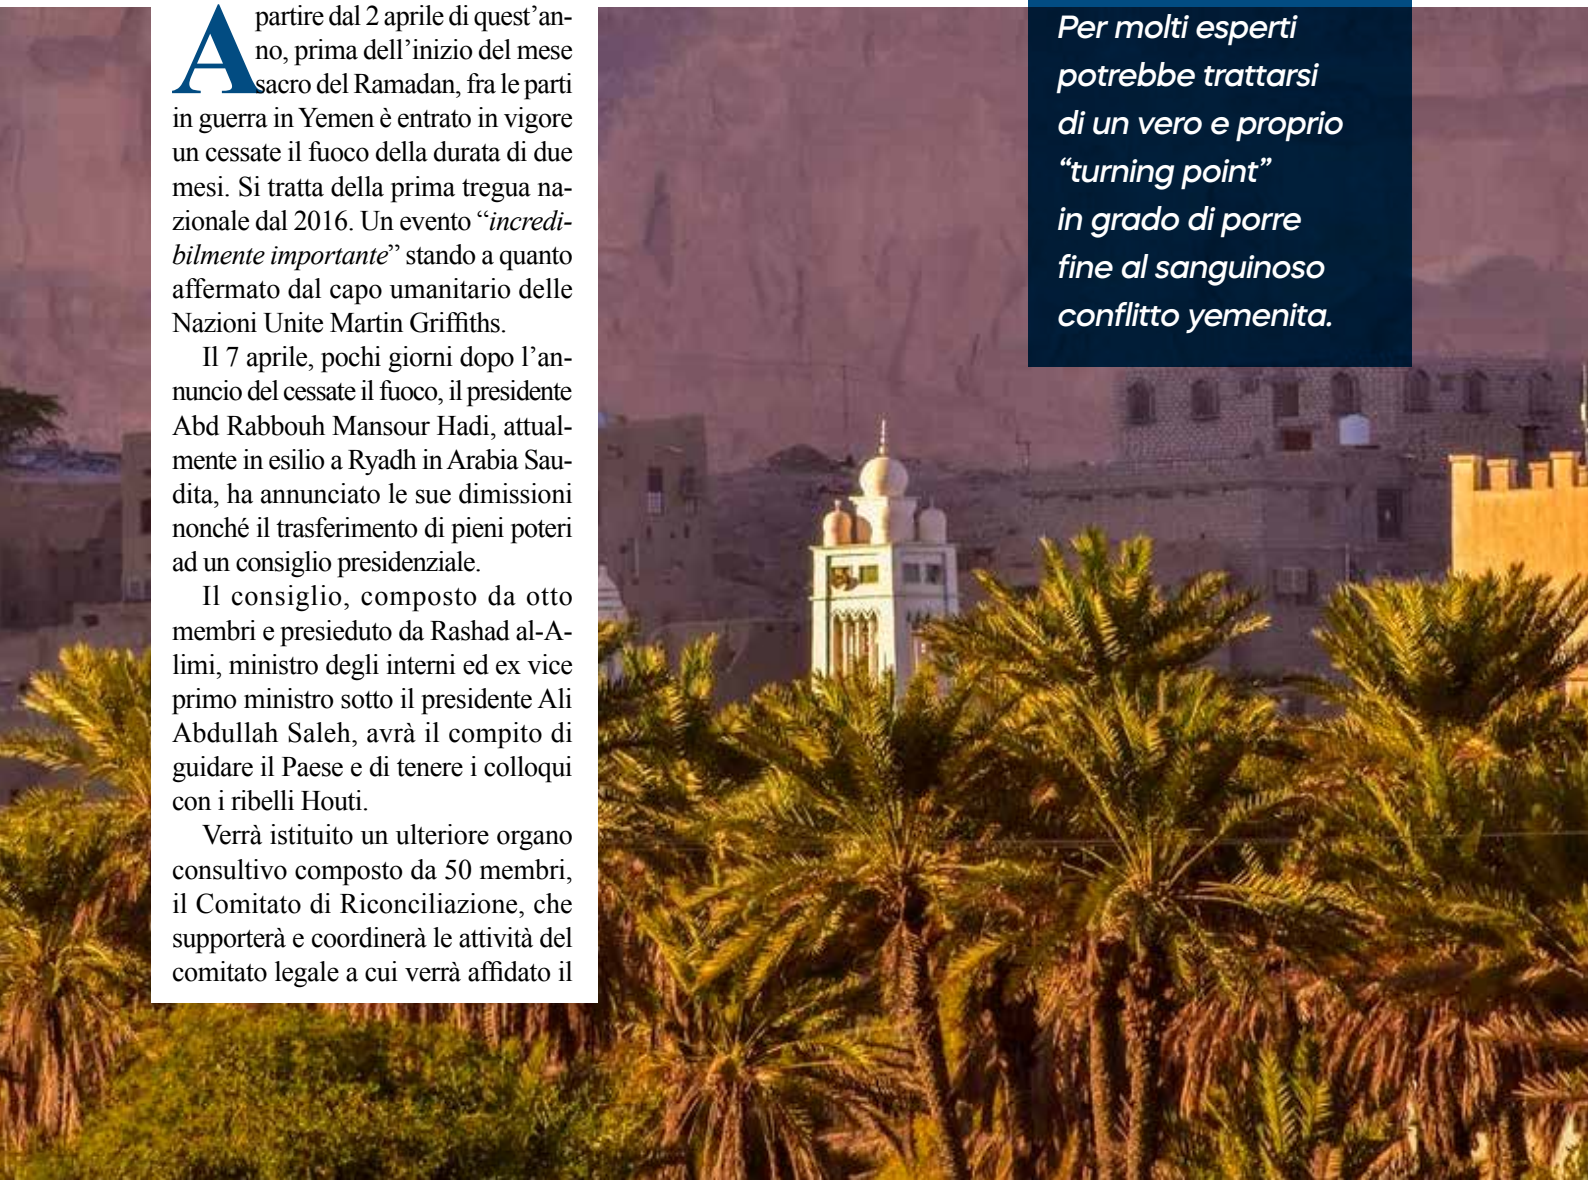 A partire dal 2 aprile di quest’an-
no, prima dell’inizio del mese
sacro del Ramadan, fra le parti
in guerra in Yemen è entrato in vigore
un cessate il fuoco della durata di due
mesi. Si tratta della prima tregua na-
zionale dal 2016. Un evento “incredi-
bilmente importante” stando a quanto
affermato dal capo umanitario delle
Nazioni Unite Martin Griffiths.
Il 7 aprile, pochi giorni dopo l’an-
nuncio del cessate il fuoco, il presidente
Abd Rabbouh Mansour Hadi, attual-
mente in esilio a Ryadh in Arabia Sau-
dita, ha annunciato le sue dimissioni
nonché il trasferimento di pieni poteri
ad un consiglio presidenziale.
Il consiglio, composto da otto
membri e presieduto da Rashad al-A-
limi, ministro degli interni ed ex vice
primo ministro sotto il presidente Ali
Abdullah Saleh, avrà il compito di
guidare il Paese e di tenere i colloqui
con i ribelli Houti.
Verrà istituito un ulteriore organo
consultivo composto da 50 membri,
il Comitato di Riconciliazione, che
supporterà e coordinerà le attività del
comitato legale a cui verrà affidato il
Per molti esperti
potrebbe trattarsi
di un vero e proprio
“turning point”
in grado di porre
fine al sanguinoso
conflitto yemenita.